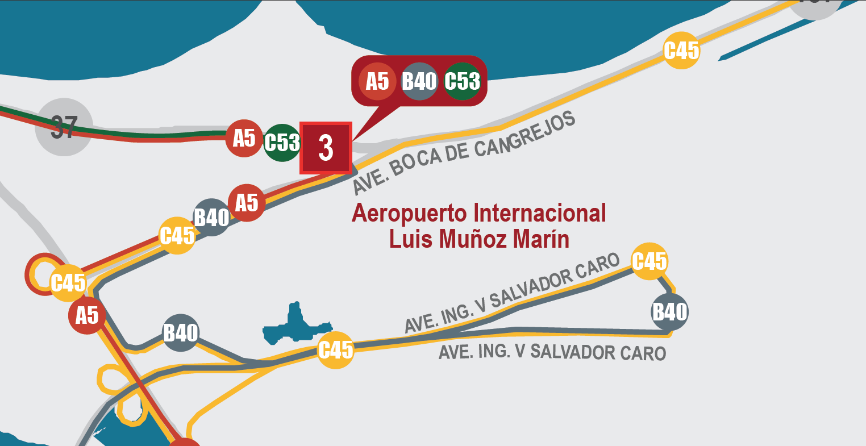 C45
A5 B40 C53
37
A5
C53
3
AVE. BOCA DE CANGREJOS
A5
B40
C45
Aeropuerto Internacional
Luis Muñoz Marín
C45
C45
AVE. ING. V SALVADOR CARO
A5
B40
B40
C45
AVE. ING. V SALVADOR CARO